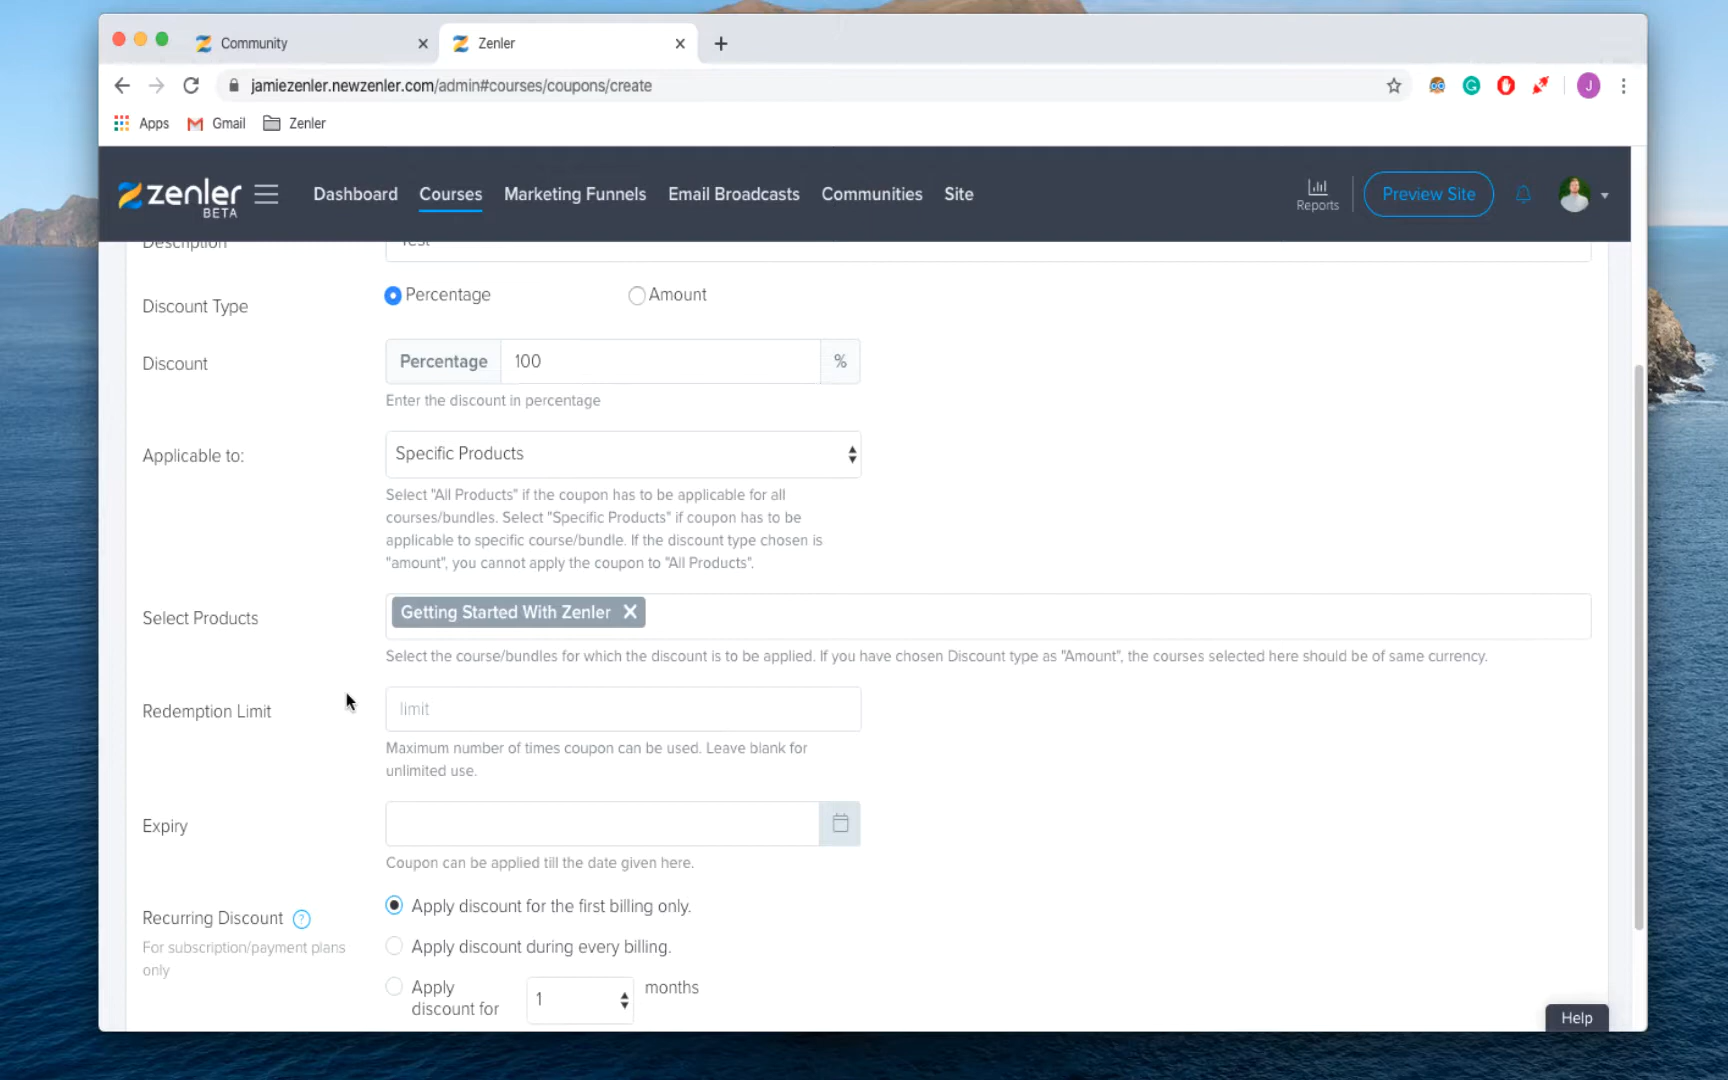 Community
Zenler
jamiezenler.newzenler.com/admin#courses/coupons/create
Apps
Gmail
Zenler
zenler
BETA
Dashboard
Courses
Marketing Funnels
Email Broadcasts
Communities
Site
Reports
Preview Site
J
Description
Test
Discount Type
Percentage
Amount
Discount
Percentage
100
%
Enter the discount in percentage
Applicable to:
Specific Products
Select "All Products" if the coupon has to be applicable for all
courses/bundles. Select "Specific Products" if coupon has to be
applicable to specific course/bundle. If the discount type chosen is
"amount", you cannot apply the coupon to "All Products".
Select Products
Getting Started With Zenler
Select the course/bundles for which the discount is to be applied. If you have chosen Discount type as "Amount", the courses selected here should be of same currency.
Redemption Limit
limit
Maximum number of times coupon can be used. Leave blank for
unlimited use.
Expiry
Coupon can be applied till the date given here.
Recurring Discount ?
For subscription/payment plans
only
Apply discount for the first billing only.
Apply discount during every billing.
Apply
discount for
1
months
Help